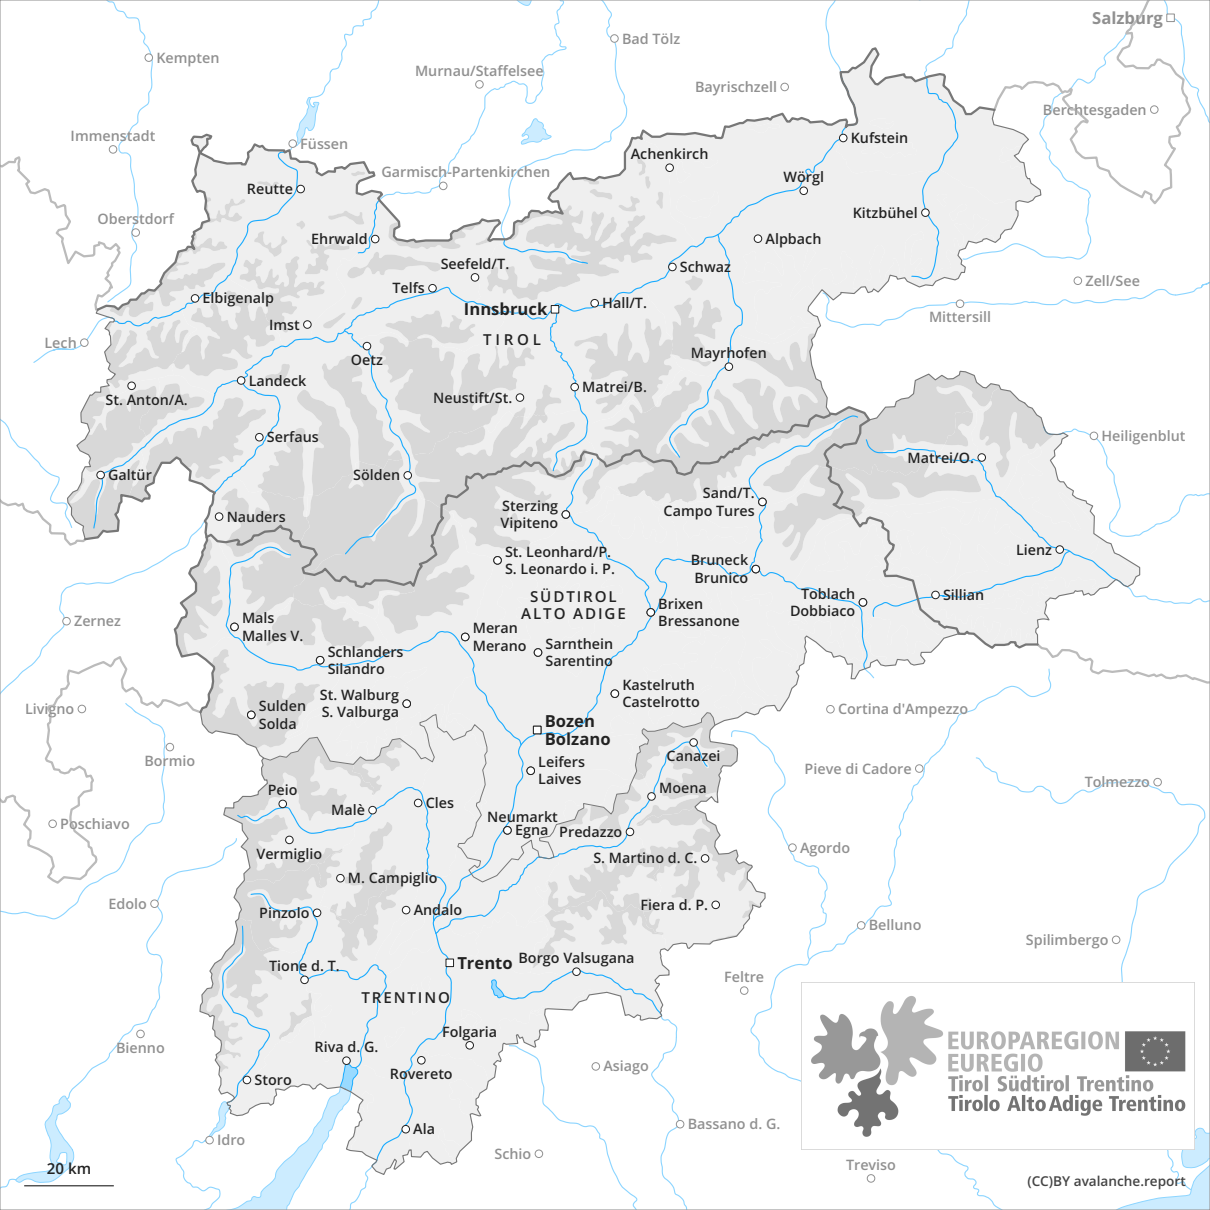 Salzburg
Bad Tölz
Kempten
Murnau/Staffelsee
Bayrischzell
Berchtesgaden
Immenstadt
Füssen
Kufstein
Achenkirch
Garmisch-Partenkirchen
Wörgl
Reutte
Oberstdorf
Kitzbühel
Ehrwald
Alpbach
Seefeld/T.
Schwaz
Zell/See
Telfs
Elbigenalp
Hall/T.
Innsbruck
Mittersill
Imst
TIROL
Lech
Oetz
Mayrhofen
Landeck
Matrei/B.
St. Anton/A.
Neustift/St.
Serfaus
Heiligenblut
Matrei/O.
Galtür
Sölden
Sand/T.
Campo Tures
Sterzing
Vipiteno
Nauders
Lienz
St. Leonhard/P.
S. Leonardo i. P.
Bruneck
Brunico
SÜDTIROL
ALTO ADIGE
Toblach
Dobbiaco
Sillian
Brixen
Bressanone
Zernez
Mals
Malles V.
Meran
Merano
Sarnthein
Sarentino
Schlanders
Silandro
Kastelruth
Castelrotto
St. Walburg
S. Valburga
Sulden
Solda
Livigno
Cortina d'Ampezzo
Bozen
Bolzano
Bormio
Canazei
Leifers
Laives
Pieve di Cadore
Tolmezzo
Peio
Moena
Malè
Cles
Neumarkt
Egna
Predazzo
Poschiavo
Vermiglio
Agordo
S. Martino d. C.
M. Campiglio
Edolo
Pinzolo
Andalo
Fiera d. P.
Belluno
Spilimbergo
Tione d. T.
Trento
Borgo Valsugana
Feltre
TRENTINO
Folgaria
Bienno
Riva d. G.
Rovereto
Storo
Asiago
EUROPAREGION
EUREGIO
Tirol Südtirol Trentino
Tirolo Alto Adige Trentino
Idro
Ala
Bassano d. G.
Schio
Treviso
20 km
(CC)BY avalanche.report